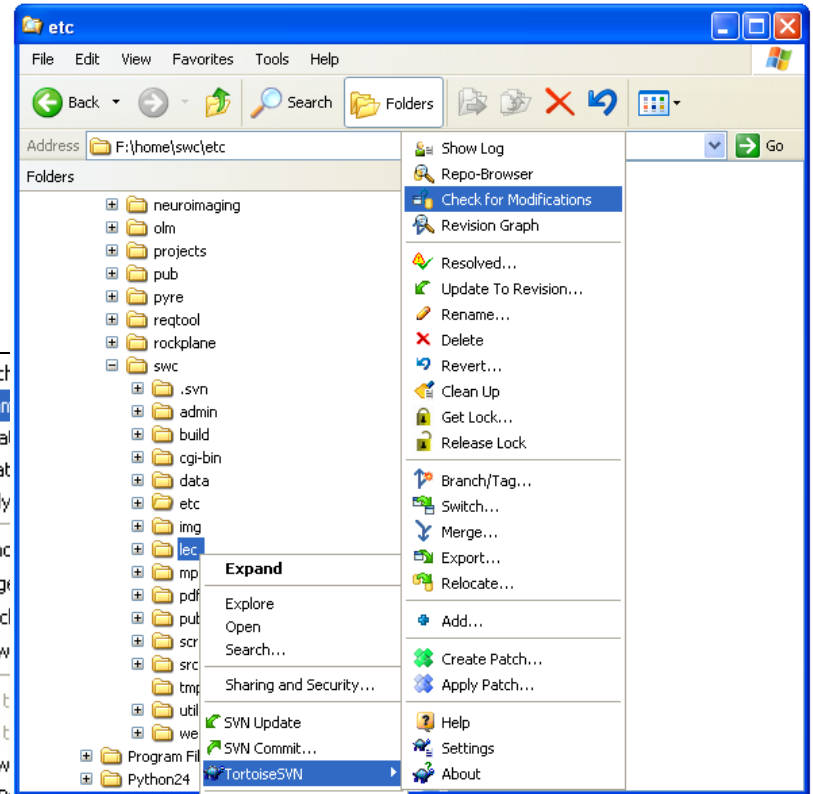 etc
File Edit View Favorites Tools Help
Back Search Folders
Address F:\home\swc\etc Go
Folders
neuroimaging
olm
projects
pub
pyre
reqtool
rockplane
swc
.svn
admin
build
cgi-bin
data
etc
img
lec
Program
Python24
Expand
Explore
Open
Search...
Sharing and Security...
SVN Update
SVN Commit...
TortoiseSVN
Show Log
Repo-Browser
Check for Modifications
Revision Graph
Resolved...
Update To Revision...
Rename...
Delete
Revert...
Clean Up
Get Lock...
Release Lock
Branch/Tag...
Switch...
Merge...
Export...
Relocate...
Add...
Create Patch...
Apply Patch...
Help
Settings
About